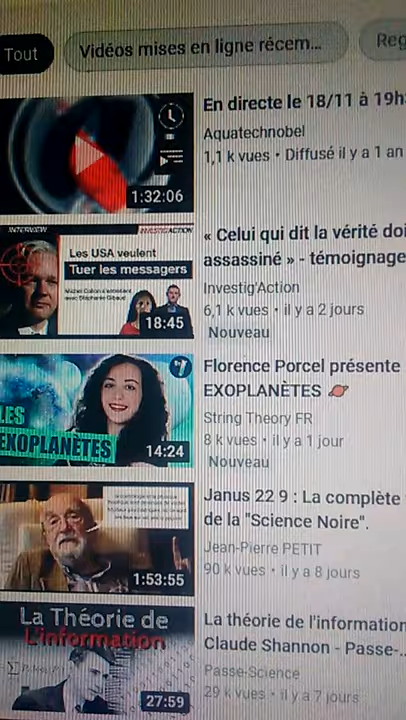 Tout
Vidéos mises en ligne récem...
Reg
En directe le 18/11 à 19h
Aquatechnobel
1,1 k vues • Diffusé il y a 1 an
1:32:06
INTERVIEW
INVESTIG'ACTION
Les USA veulent
Tuer les messagers
Michel Collon s'entretient
avec Stéphanie Gibaud
18:45
« Celui qui dit la vérité doi
assassiné » - témoignage
Investig'Action
6,1 k vues • il y a 2 jours
Nouveau
LES
EXOPLANÈTES
14:24
Florence Porcel présente
EXOPLANÈTES 🪐
String Theory FR
8 k vues • il y a 1 jour
Nouveau
1:53:55
Janus 22 9 : La complète
de la "Science Noire".
Jean-Pierre PETIT
90 k vues • il y a 8 jours
La Théorie de
L'information
27:59
La théorie de l'information
Claude Shannon - Passe-...
Passe-Science
29 k vues • il y a 7 jours